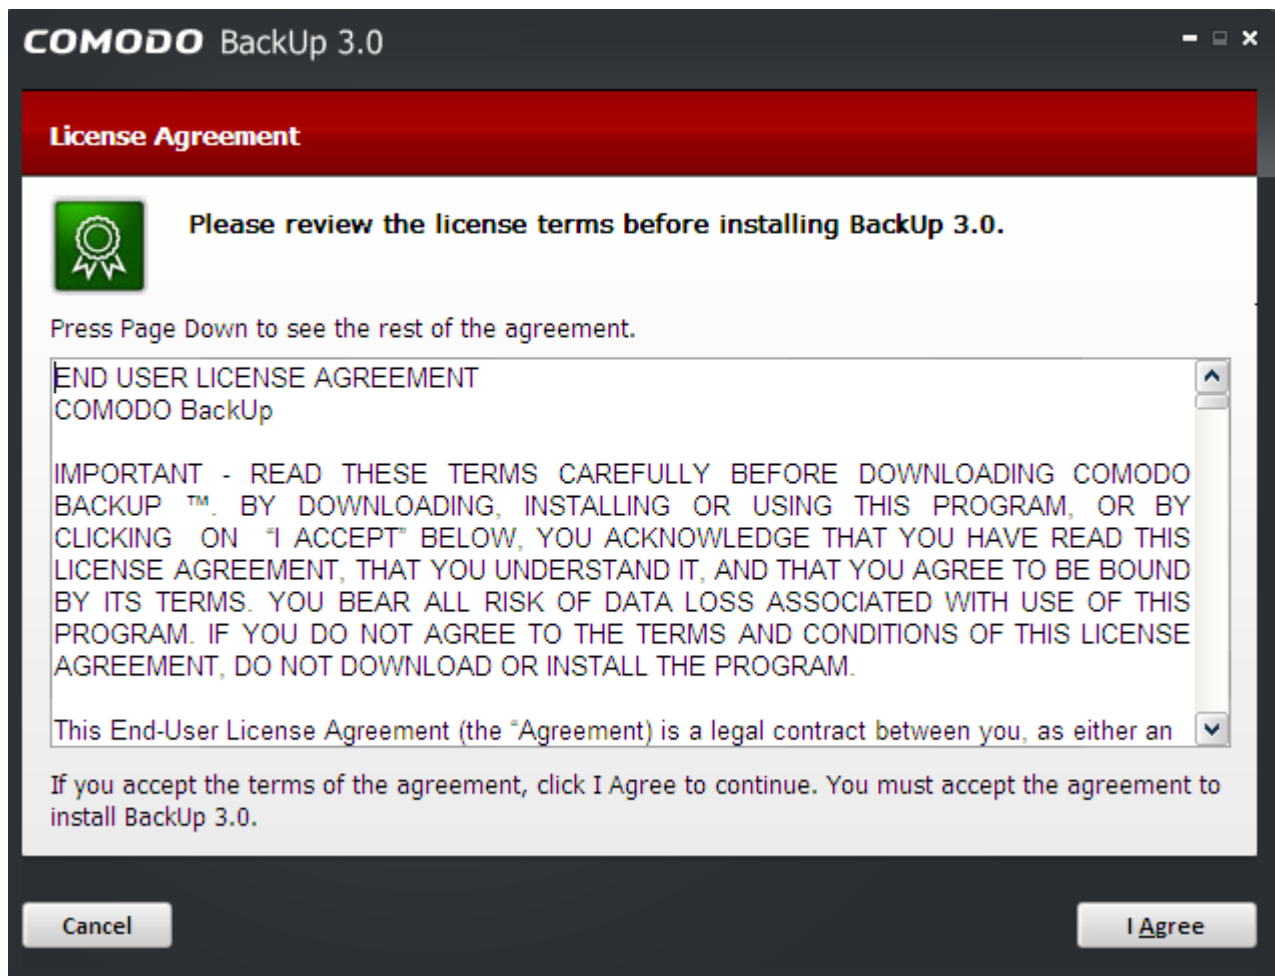 COMODO BackUp 3.0
License Agreement
Please review the license terms before installing BackUp 3.0.
Press Page Down to see the rest of the agreement.
END USER LICENSE AGREEMENT
COMODO BackUp
IMPORTANT - READ THESE TERMS CAREFULLY BEFORE DOWNLOADING COMODO
BACKUP ™. BY DOWNLOADING, INSTALLING OR USING THIS PROGRAM, OR BY
CLICKING ON “I ACCEPT” BELOW, YOU ACKNOWLEDGE THAT YOU HAVE READ THIS
LICENSE AGREEMENT, THAT YOU UNDERSTAND IT, AND THAT YOU AGREE TO BE BOUND
BY ITS TERMS. YOU BEAR ALL RISK OF DATA LOSS ASSOCIATED WITH USE OF THIS
PROGRAM. IF YOU DO NOT AGREE TO THE TERMS AND CONDITIONS OF THIS LICENSE
AGREEMENT, DO NOT DOWNLOAD OR INSTALL THE PROGRAM.
This End-User License Agreement (the “Agreement) is a legal contract between you, as either an
If you accept the terms of the agreement, click I Agree to continue. You must accept the agreement to
install BackUp 3.0.
Cancel
I Agree